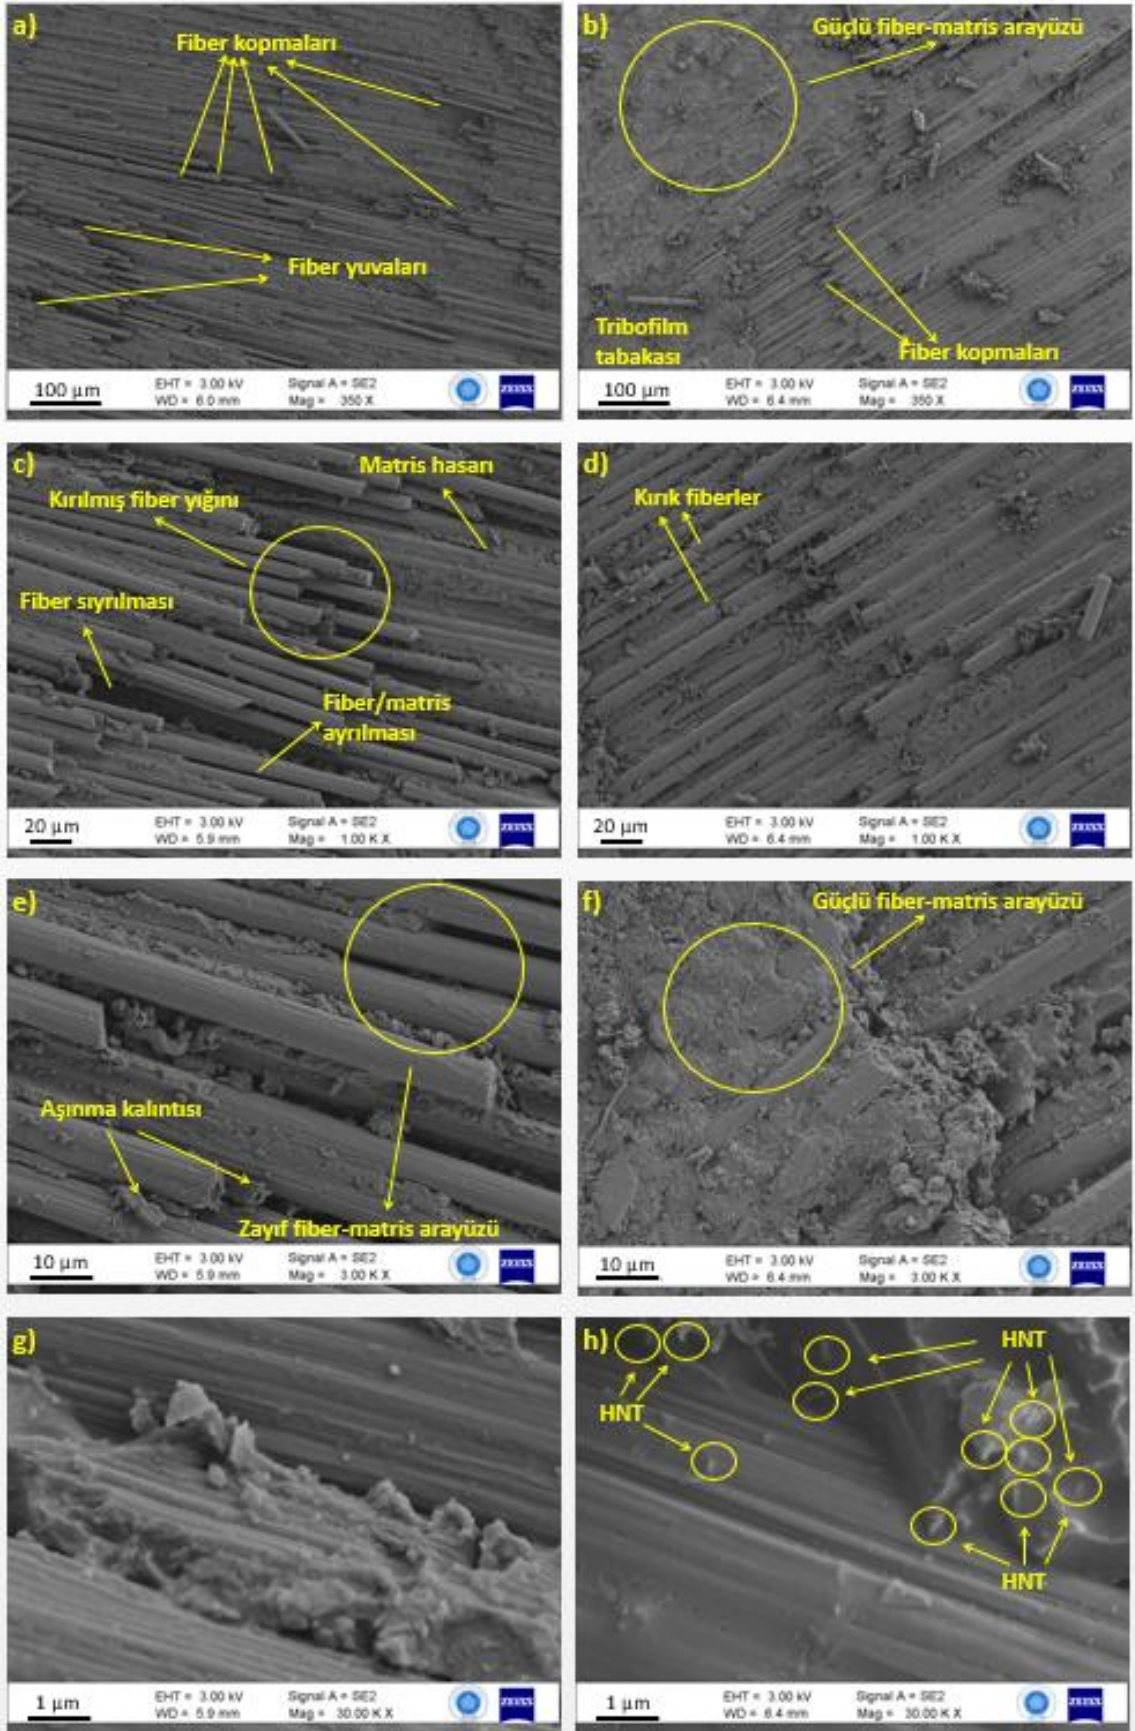 a)
Fiber kopmaları
Fiber yuvaları
100 µm
EHT = 3.00 kV
WD = 6.0 mm
Signal A = SE2
Mag = 350 X
ZEISS
b)
Güçlü fiber-matris arayüzü
Tribofilm
tabakası
Fiber kopmaları
100 µm
EHT = 3.00 kV
WD = 6.4 mm
Signal A = SE2
Mag = 350 X
ZEISS
c)
Matris hasarı
Kırılmış fiber yığını
Fiber sıyrılması
Fiber/matris
ayrılması
20 µm
EHT = 3.00 kV
WD = 5.9 mm
Signal A = SE2
Mag = 1.00 K X
ZEISS
d)
Kırık fiberler
20 µm
EHT = 3.00 kV
WD = 6.4 mm
Signal A = SE2
Mag = 1.00 K X
ZEISS
e)
Aşınma kalıntısı
Zayıf fiber-matris arayüzü
10 µm
EHT = 3.00 kV
WD = 5.9 mm
Signal A = SE2
Mag = 3.00 K X
ZEISS
f)
Güçlü fiber-matris arayüzü
10 µm
EHT = 3.00 kV
WD = 6.4 mm
Signal A = SE2
Mag = 3.00 K X
ZEISS
g)
1 µm
EHT = 3.00 kV
WD = 5.9 mm
Signal A = SE2
Mag = 30.00 K X
ZEISS
h)
HNT
HNT
HNT
1 µm
EHT = 3.00 kV
WD = 6.4 mm
Signal A = SE2
Mag = 30.00 K X
ZEISS